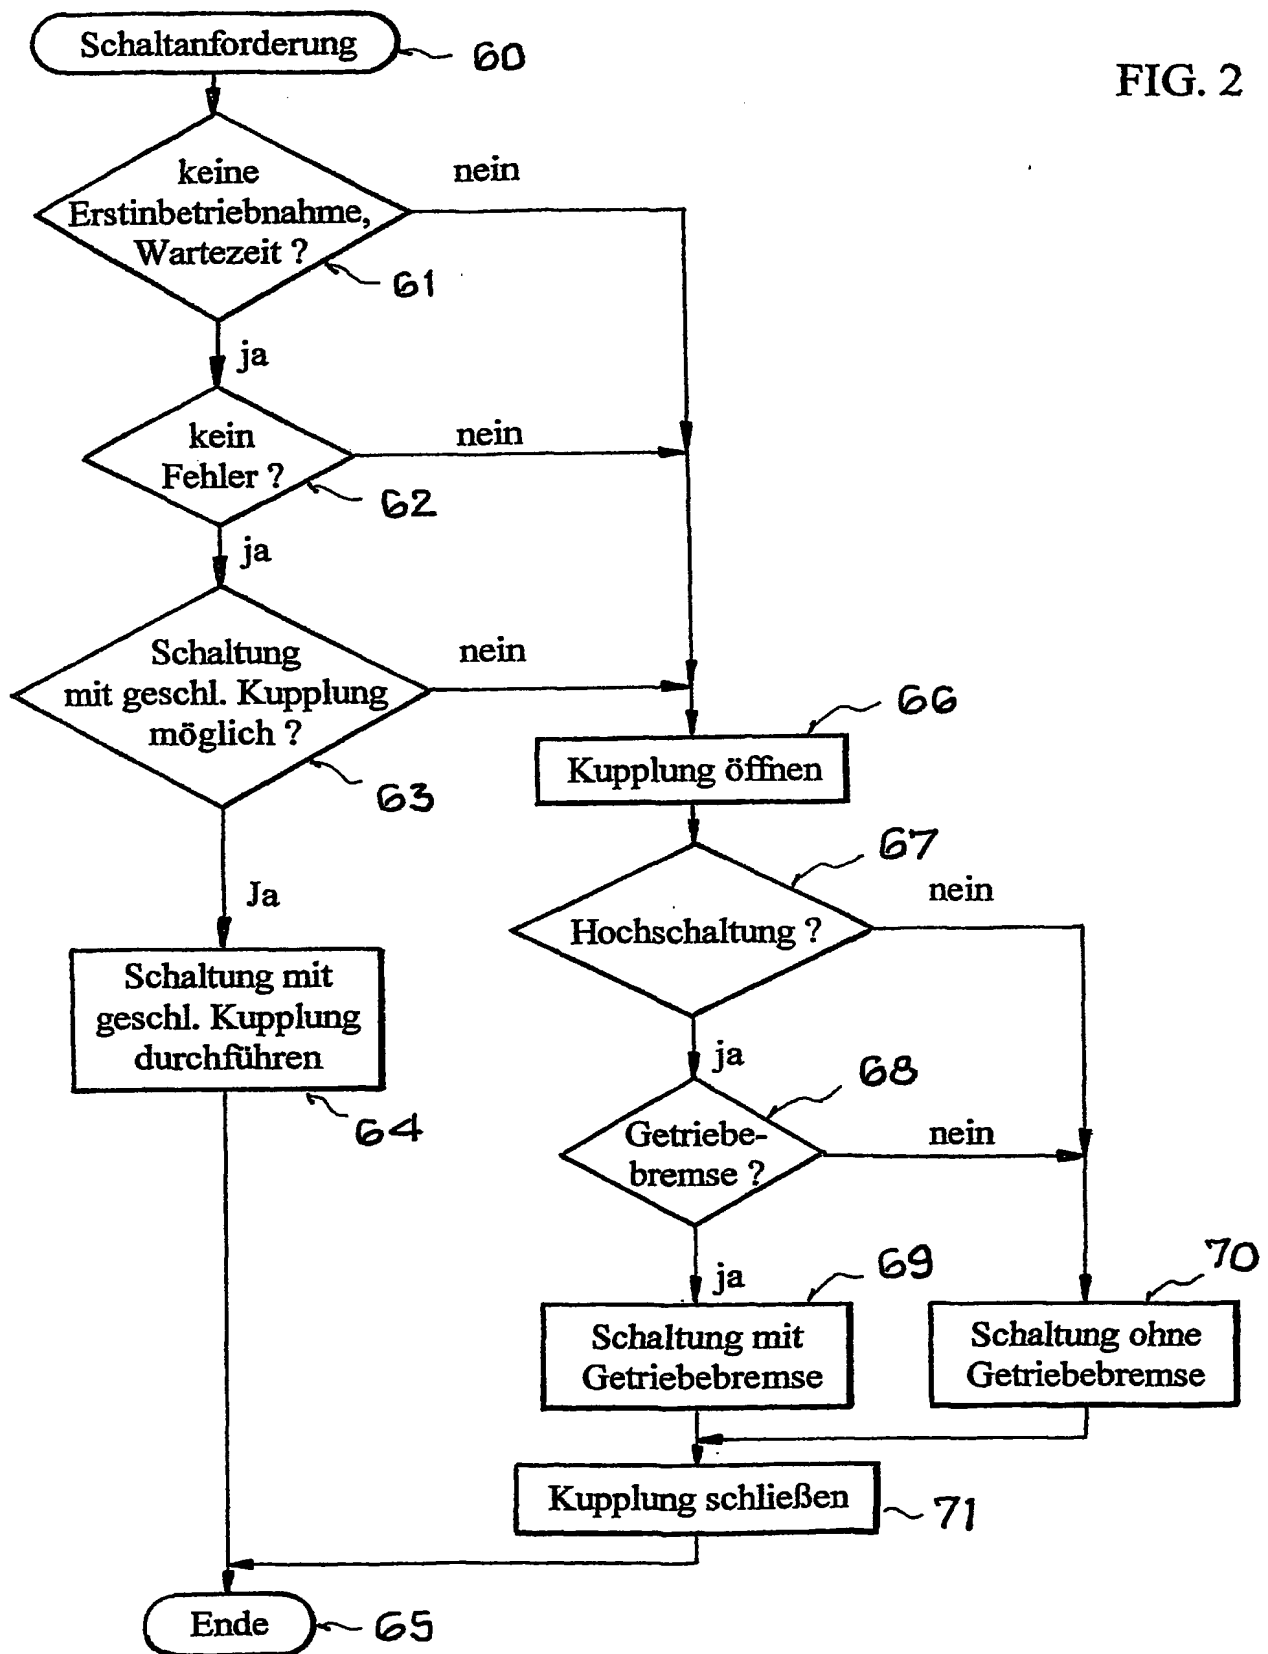 Schaltanforderung
60
FIG. 2
keine
Erstinbetriebnahme,
Wartezeit ?
nein
61
ja
kein
Fehler ?
nein
62
ja
Schaltung
mit geschl. Kupplung
möglich ?
nein
63
66
Kupplung öffnen
Ja
67
Hochschaltung ?
nein
Schaltung mit
geschl. Kupplung
durchführen
64
ja
68
Getriebe-
bremse ?
nein
ja
69
70
Schaltung mit
Getriebebremse
Schaltung ohne
Getriebebremse
Kupplung schließen
71
Ende
65